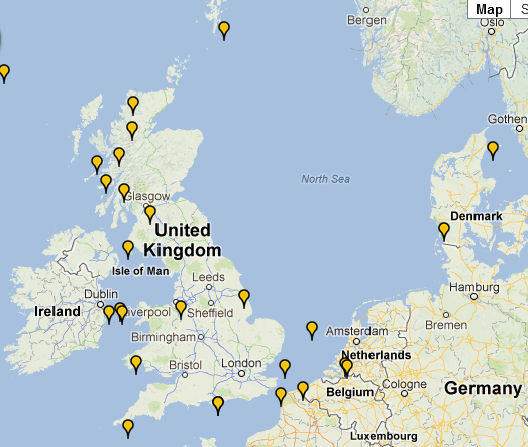 Map
S
Bergen
Oslo
Gothen
North Sea
Glasgow
Denmark
United
Kingdom
Isle of Man
Leeds
Hamburg
Dublin
Ireland
Liverpool
Sheffield
Bremen
Birmingham
Amsterdam
Netherlands
Bristol
London
Cologne
Germany
Belgium
Luxembourg